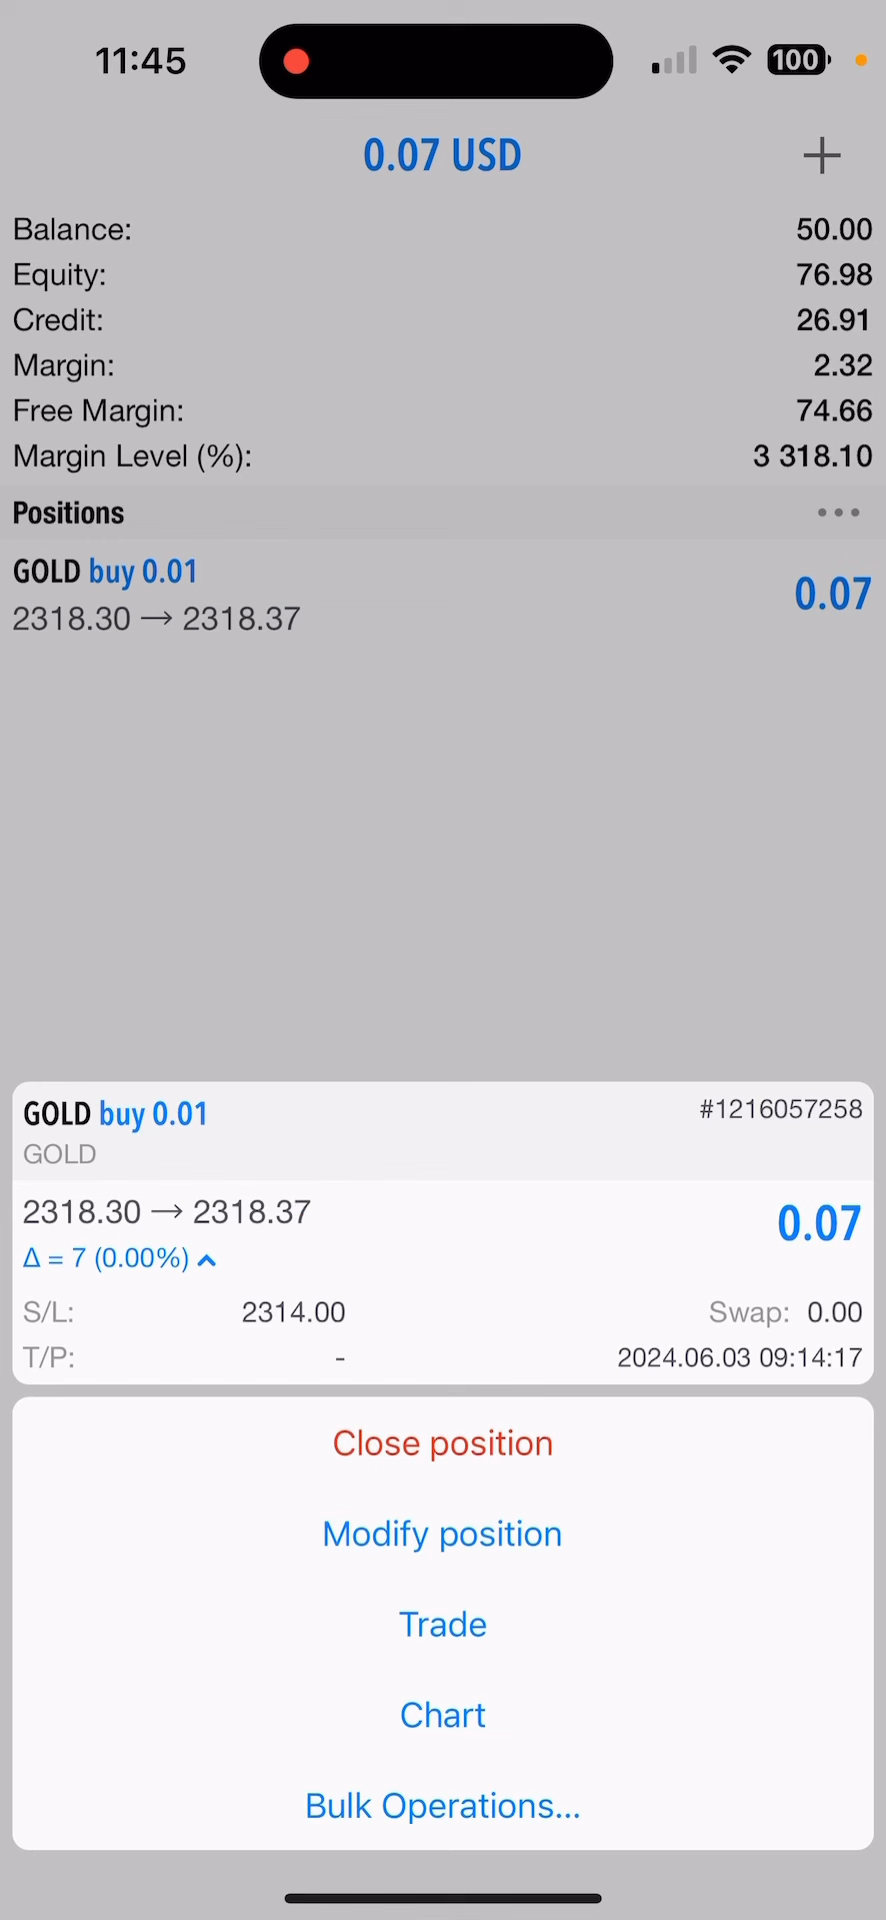 11:45
100
0.07 USD
Balance: 50.00
Equity: 76.98
Credit: 26.91
Margin: 2.32
Free Margin: 74.66
Margin Level (%): 3 318.10
Positions
GOLD buy 0.01
2318.30 → 2318.37
0.07
GOLD buy 0.01 #1216057258
GOLD
2318.30 → 2318.37
0.07
Δ = 7 (0.00%)
S/L: 2314.00 Swap: 0.00
T/P: - 2024.06.03 09:14:17
Close position
Modify position
Trade
Chart
Bulk Operations...